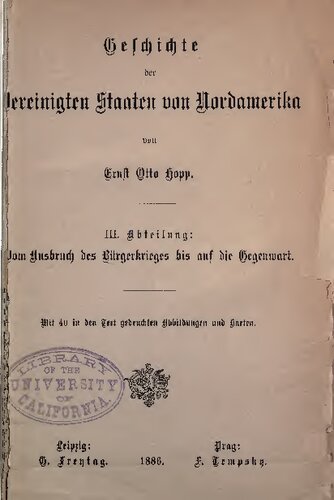 Geschichte
der
Vereinigten Staaten von Nordamerika
von
Ernst Otto Hopp.
III. Abteilung:
Vom Ausbruch des Bürgerkrieges bis auf die Gegenwart.
Mit 40 in den Text gedruckten Abbildungen und Karten.
LIBRARY
OF THE
UNIVERSITY
OF
CALIFORNIA.
Leipzig: Prag:
G. Freytag. 1886. F. Tempsky.